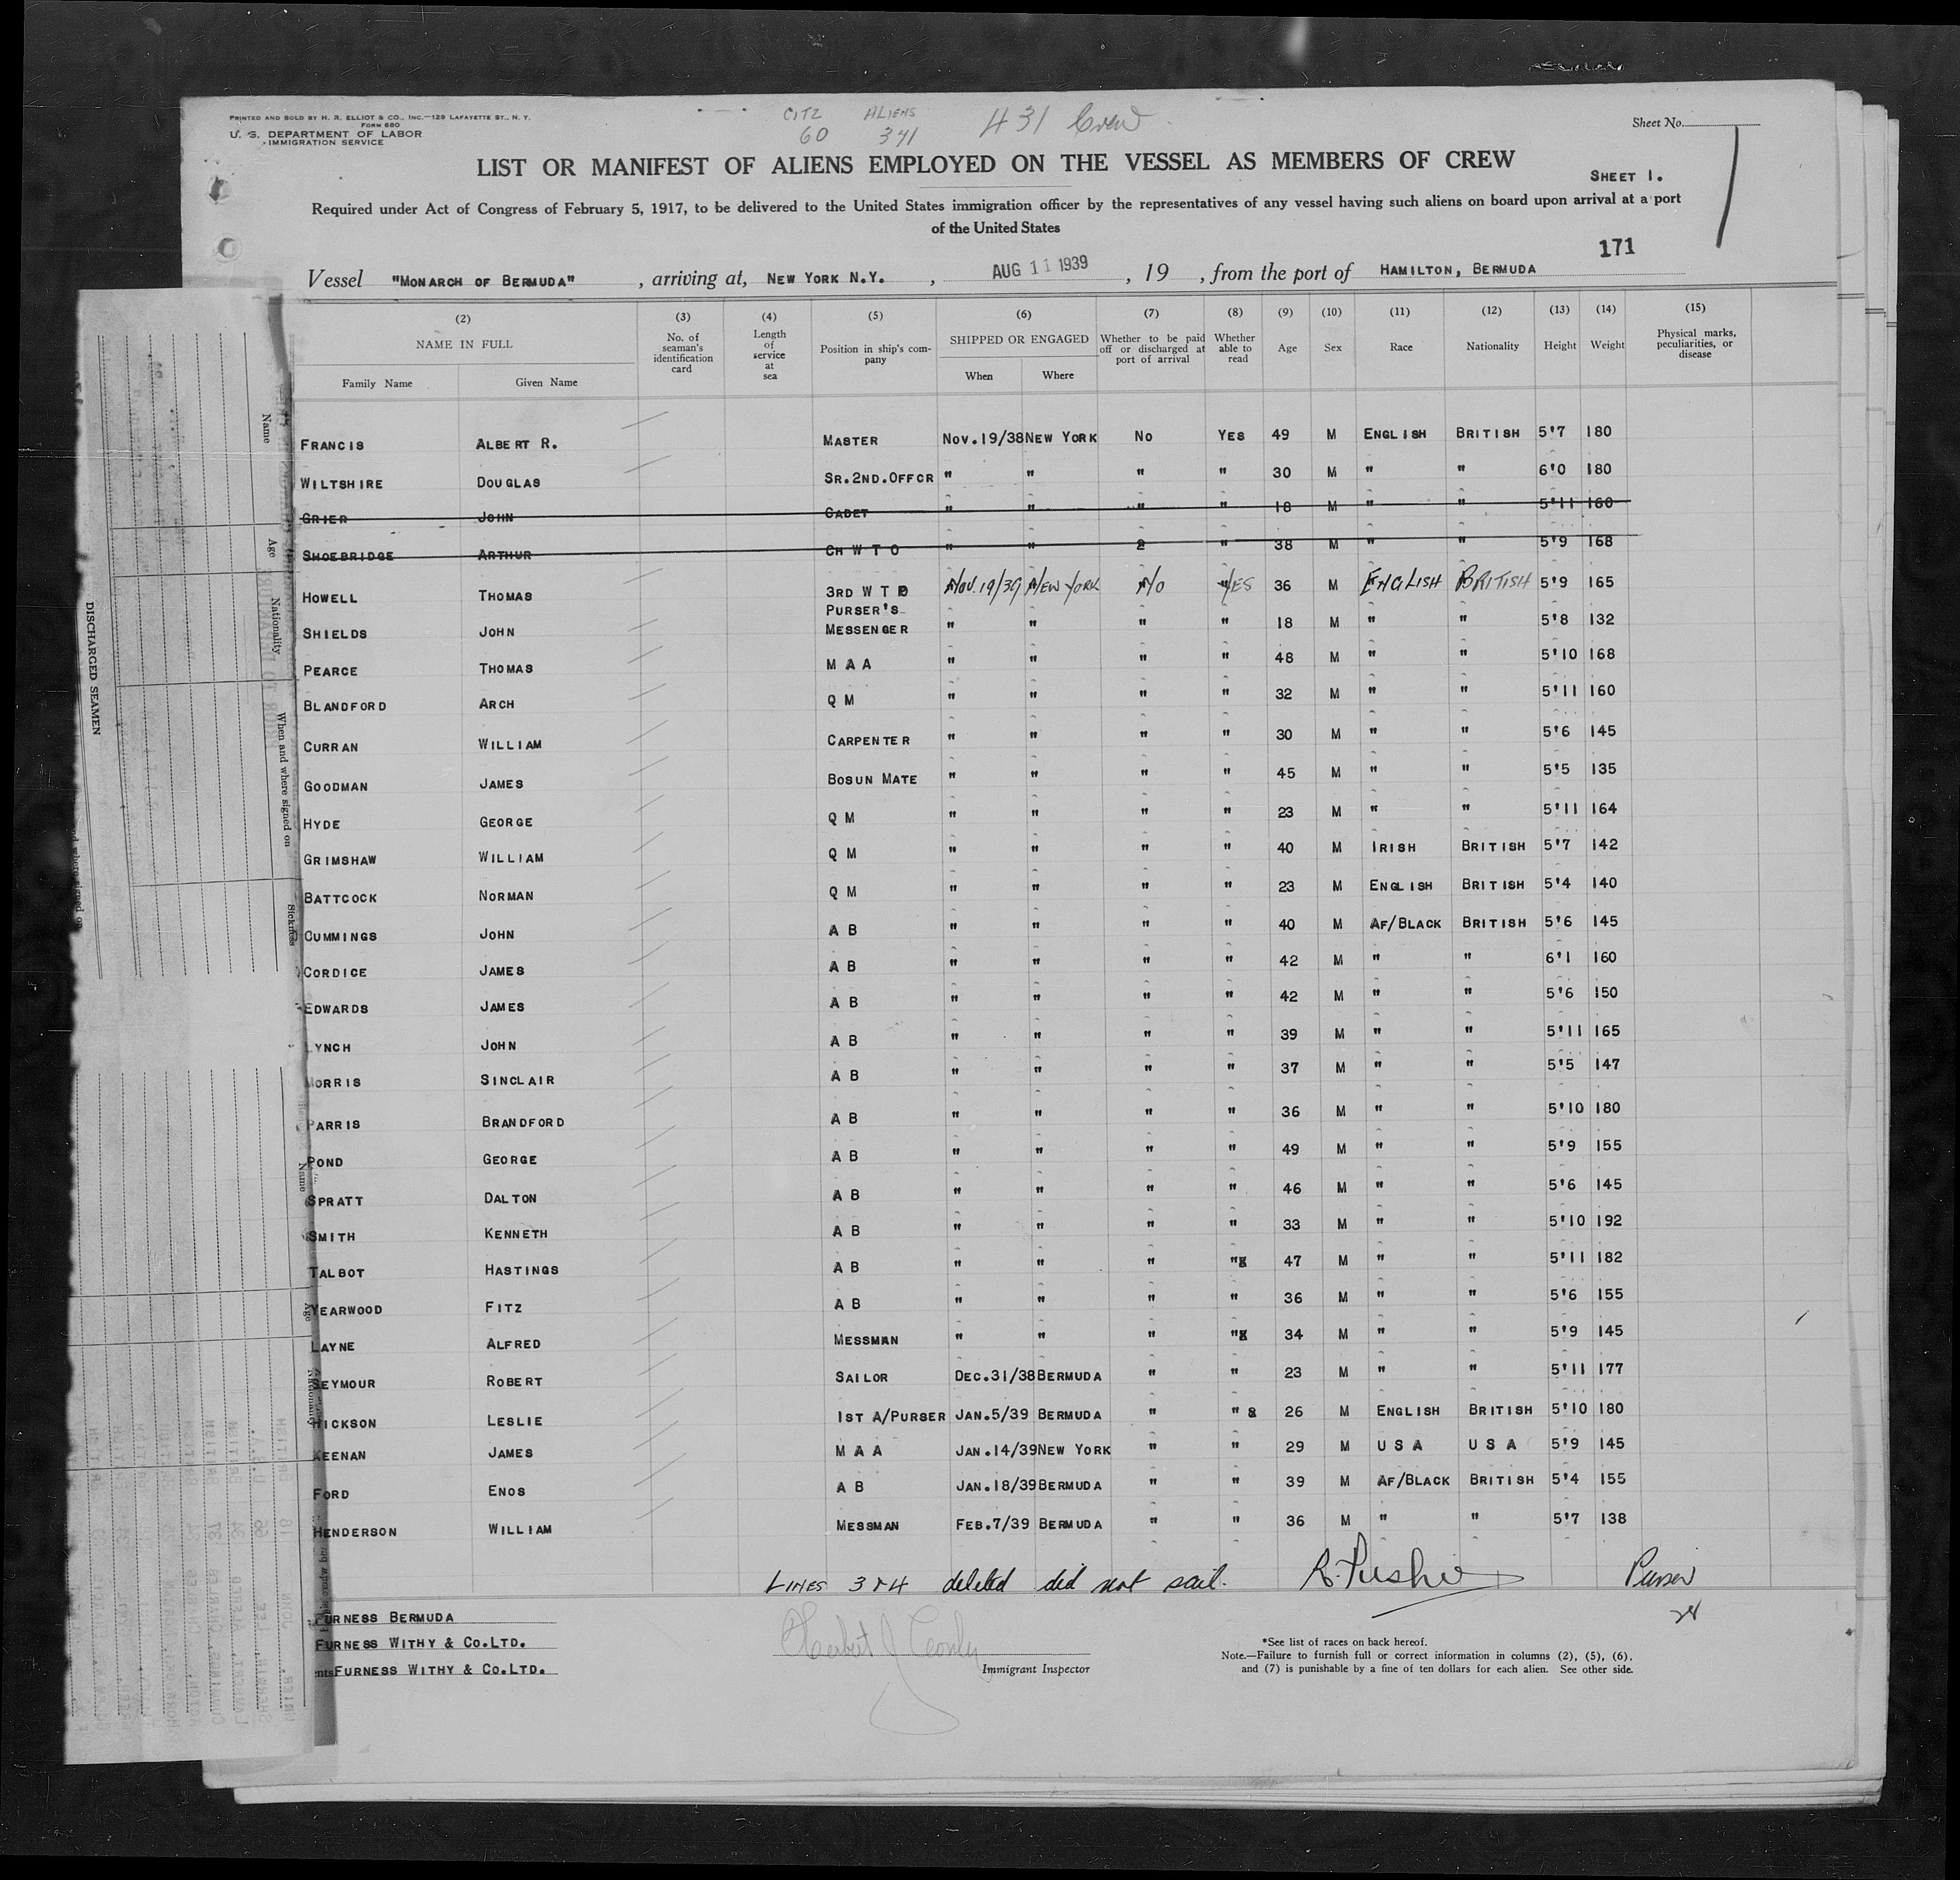 PRINTED AND SOLD BY H. R. ELLIOT & CO., INC.—129 LAFAYETTE ST., N. Y.
FORM 680
U. S. DEPARTMENT OF LABOR
IMMIGRATION SERVICE
CITZ ALIENS 431 Crew
60 371
Sheet No.
LIST OR MANIFEST OF ALIENS EMPLOYED ON THE VESSEL AS MEMBERS OF CREW
SHEET 1.
Required under Act of Congress of February 5, 1917, to be delivered to the United States immigration officer by the representatives of any vessel having such aliens on board upon arrival at a port
of the United States
171
Vessel "MONARCH OF BERMUDA", arriving at, NEW YORK N.Y., AUG 11 1939, 19 , from the port of HAMILTON, BERMUDA
(2) (3) (4) (5) (6) (7) (8) (9) (10) (11) (12) (13) (14) (15)
NAME IN FULL No. of seaman's identification card Length of service at sea Position in ship's company SHIPPED OR ENGAGED Whether to be paid off or discharged at port of arrival Whether able to read Age Sex Race Nationality Height Weight Physical marks, peculiarities, or disease
Family Name Given Name When Where
FRANCIS ALBERT R. MASTER NOV.19/38 NEW YORK NO YES 49 M ENGLISH BRITISH 5'7 180
WILTSHIRE DOUGLAS SR.2ND.OFFCR " " " " 30 M " " 6'0 180
GRIER JOHN CADET " " " " 18 M " " 5'11 160
SHOEBRIDGE ARTHUR CH W T O " " 2 " 38 M " " 5'9 168
HOWELL THOMAS 3RD W T O NOV.19/39 NEW YORK NO YES 36 M ENGLISH BRITISH 5'9 165
SHIELDS JOHN PURSER'S MESSENGER " " " " 18 M " " 5'8 132
PEARCE THOMAS M A A " " " " 48 M " " 5'10 168
BLANDFORD ARCH Q M " " " " 32 M " " 5'11 160
CURRAN WILLIAM CARPENTER " " " " 30 M " " 5'6 145
GOODMAN JAMES BOSUN MATE " " " " 45 M " " 5'5 135
HYDE GEORGE Q M " " " " 23 M " " 5'11 164
GRIMSHAW WILLIAM Q M " " " " 40 M IRISH BRITISH 5'7 142
BATTCOCK NORMAN Q M " " " " 23 M ENGLISH BRITISH 5'4 140
CUMMINGS JOHN A B " " " " 40 M AF/BLACK BRITISH 5'6 145
CORDICE JAMES A B " " " " 42 M " " 6'1 160
EDWARDS JAMES A B " " " " 42 M " " 5'6 150
LYNCH JOHN A B " " " " 39 M " " 5'11 165
MORRIS SINCLAIR A B " " " " 37 M " " 5'5 147
PARRIS BRANDFORD A B " " " " 36 M " " 5'10 180
POND GEORGE A B " " " " 49 M " " 5'9 155
SPRATT DALTON A B " " " " 46 M " " 5'6 145
SMITH KENNETH A B " " " " 33 M " " 5'10 192
TALBOT HASTINGS A B " " " " 47 M " " 5'11 182
YEARWOOD FITZ A B " " " " 36 M " " 5'6 155
LAYNE ALFRED MESSMAN " " " " 34 M " " 5'9 145
SEYMOUR ROBERT SAILOR DEC.31/38 BERMUDA " " 23 M " " 5'11 177
HICKSON LESLIE 1ST A/PURSER JAN.5/39 BERMUDA " " 26 M ENGLISH BRITISH 5'10 180
KEENAN JAMES M A A JAN.14/39 NEW YORK " " 29 M U S A U S A 5'9 145
FORD ENOS A B JAN.18/39 BERMUDA " " 39 M AF/BLACK BRITISH 5'4 155
HENDERSON WILLIAM MESSMAN FEB.7/39 BERMUDA " " 36 M " " 5'7 138
LINES 3 & 4 deleted did not sail. Purser
FURNESS BERMUDA
FURNESS WITHY & CO.LTD.
nts FURNESS WITHY & CO.LTD.
Immigrant Inspector
*See list of races on back hereof.
Note.—Failure to furnish full or correct information in columns (2), (5), (6),
and (7) is punishable by a fine of ten dollars for each alien. See other side.
DISCHARGED SEAMEN
Name
Age
Nationality
When and where signed on
Sickness
Name
Age